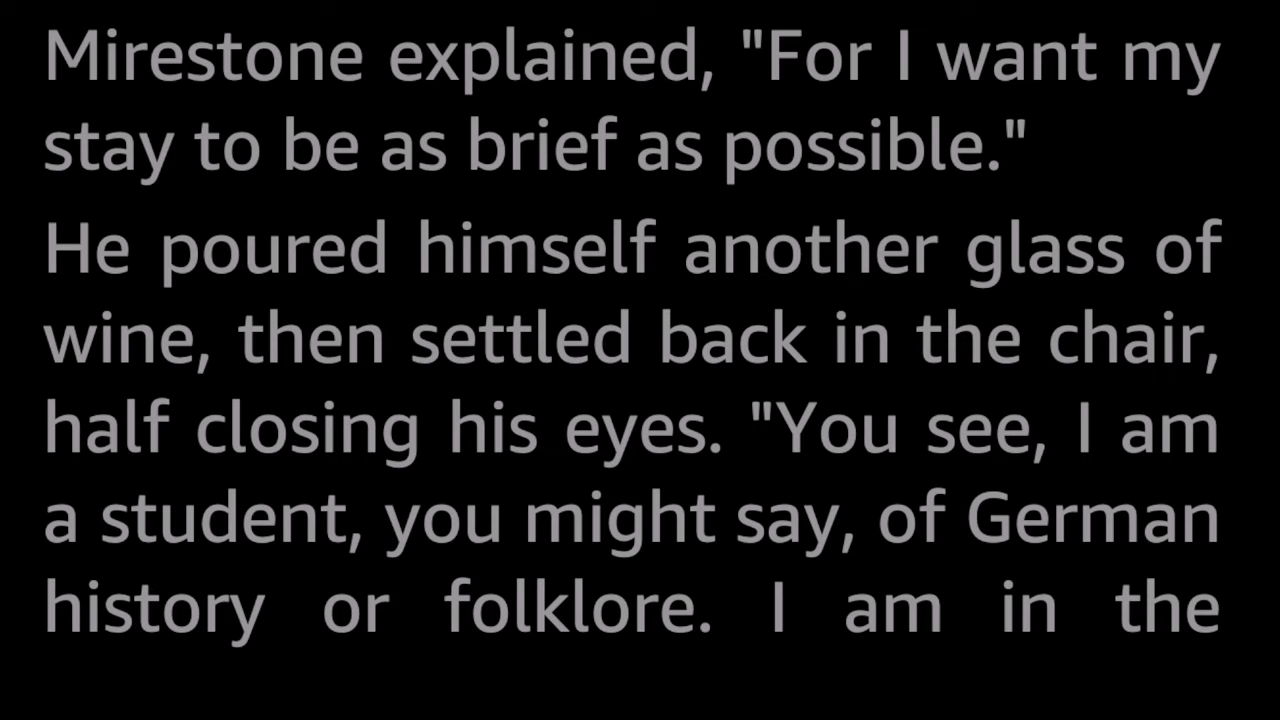 Mirestone explained, "For I want my
stay to be as brief as possible."
He poured himself another glass of
wine, then settled back in the chair,
half closing his eyes. "You see, I am
a student, you might say, of German
history or folklore. I am in the